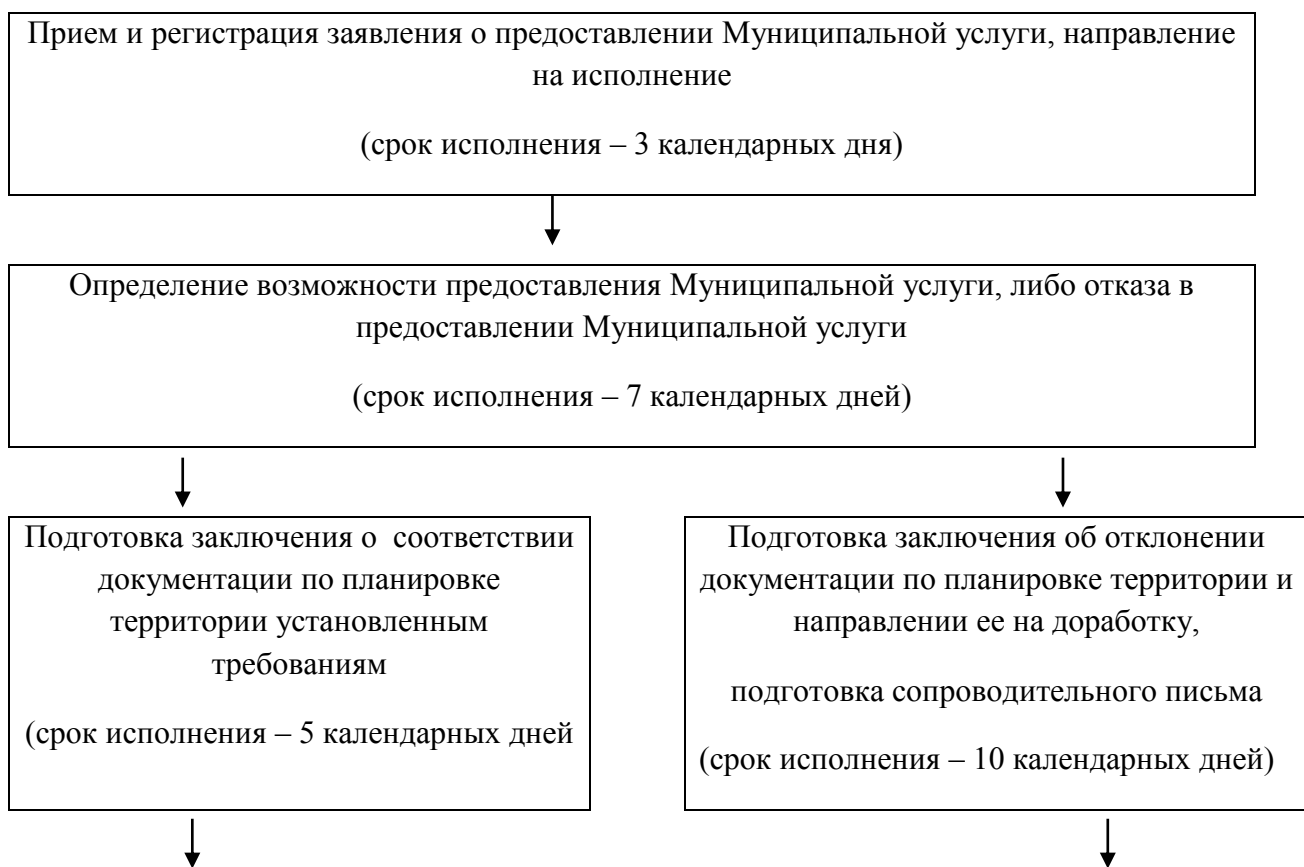 Прием и регистрация заявления о предоставлении Муниципальной услуги, направление
на исполнение
(срок исполнения – 3 календарных дня)
Определение возможности предоставления Муниципальной услуги, либо отказа в
предоставлении Муниципальной услуги
(срок исполнения – 7 календарных дней)
Подготовка заключения о соответствии
документации по планировке
территории установленным
требованиям
(срок исполнения – 5 календарных дней
Подготовка заключения об отклонении
документации по планировке территории и
направлении ее на доработку,
подготовка сопроводительного письма
(срок исполнения – 10 календарных дней)